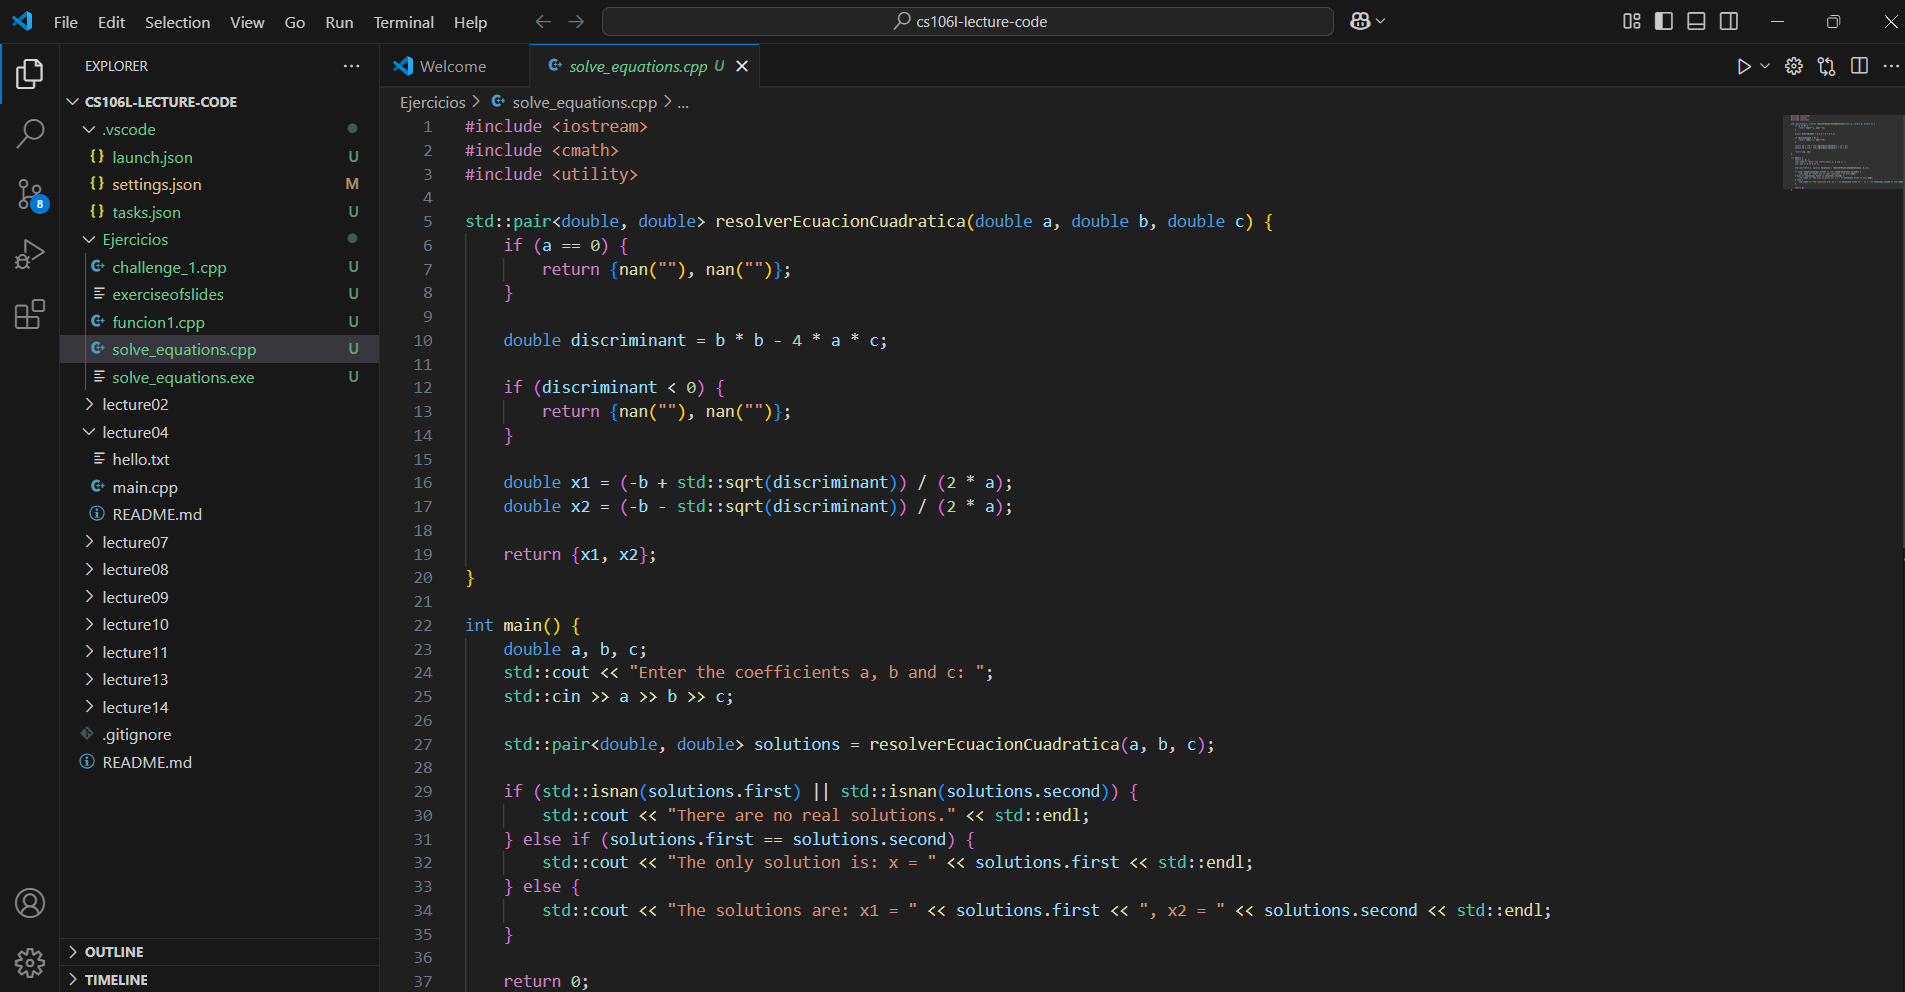 File Edit Selection View Go Run Terminal Help
cs106l-lecture-code
EXPLORER
CS106L-LECTURE-CODE
.vscode
launch.json U
settings.json M
tasks.json U
Ejercicios
challenge_1.cpp U
exerciseofslides U
funcion1.cpp U
solve_equations.cpp U
solve_equations.exe U
lecture02
lecture04
hello.txt
main.cpp
README.md
lecture07
lecture08
lecture09
lecture10
lecture11
lecture13
lecture14
.gitignore
README.md
OUTLINE
TIMELINE
8
Welcome
solve_equations.cpp U
Ejercicios > solve_equations.cpp > ...
1 #include <iostream>
2 #include <cmath>
3 #include <utility>
4
5 std::pair<double, double> resolverEcuacionCuadratica(double a, double b, double c) {
6 if (a == 0) {
7 return {nan(""), nan("")};
8 }
9
10 double discriminant = b * b - 4 * a * c;
11
12 if (discriminant < 0) {
13 return {nan(""), nan("")};
14 }
15
16 double x1 = (-b + std::sqrt(discriminant)) / (2 * a);
17 double x2 = (-b - std::sqrt(discriminant)) / (2 * a);
18
19 return {x1, x2};
20 }
21
22 int main() {
23 double a, b, c;
24 std::cout << "Enter the coefficients a, b and c: ";
25 std::cin >> a >> b >> c;
26
27 std::pair<double, double> solutions = resolverEcuacionCuadratica(a, b, c);
28
29 if (std::isnan(solutions.first) || std::isnan(solutions.second)) {
30 std::cout << "There are no real solutions." << std::endl;
31 } else if (solutions.first == solutions.second) {
32 std::cout << "The only solution is: x = " << solutions.first << std::endl;
33 } else {
34 std::cout << "The solutions are: x1 = " << solutions.first << ", x2 = " << solutions.second << std::endl;
35 }
36
37 return 0;